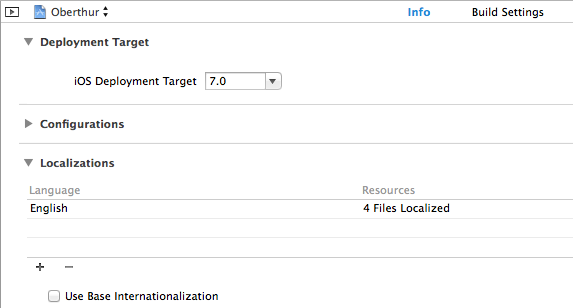 Oberthur Info Build Settings
Deployment Target
iOS Deployment Target 7.0
Configurations
Localizations
Language Resources
English 4 Files Localized
+ −
Use Base Internationalization